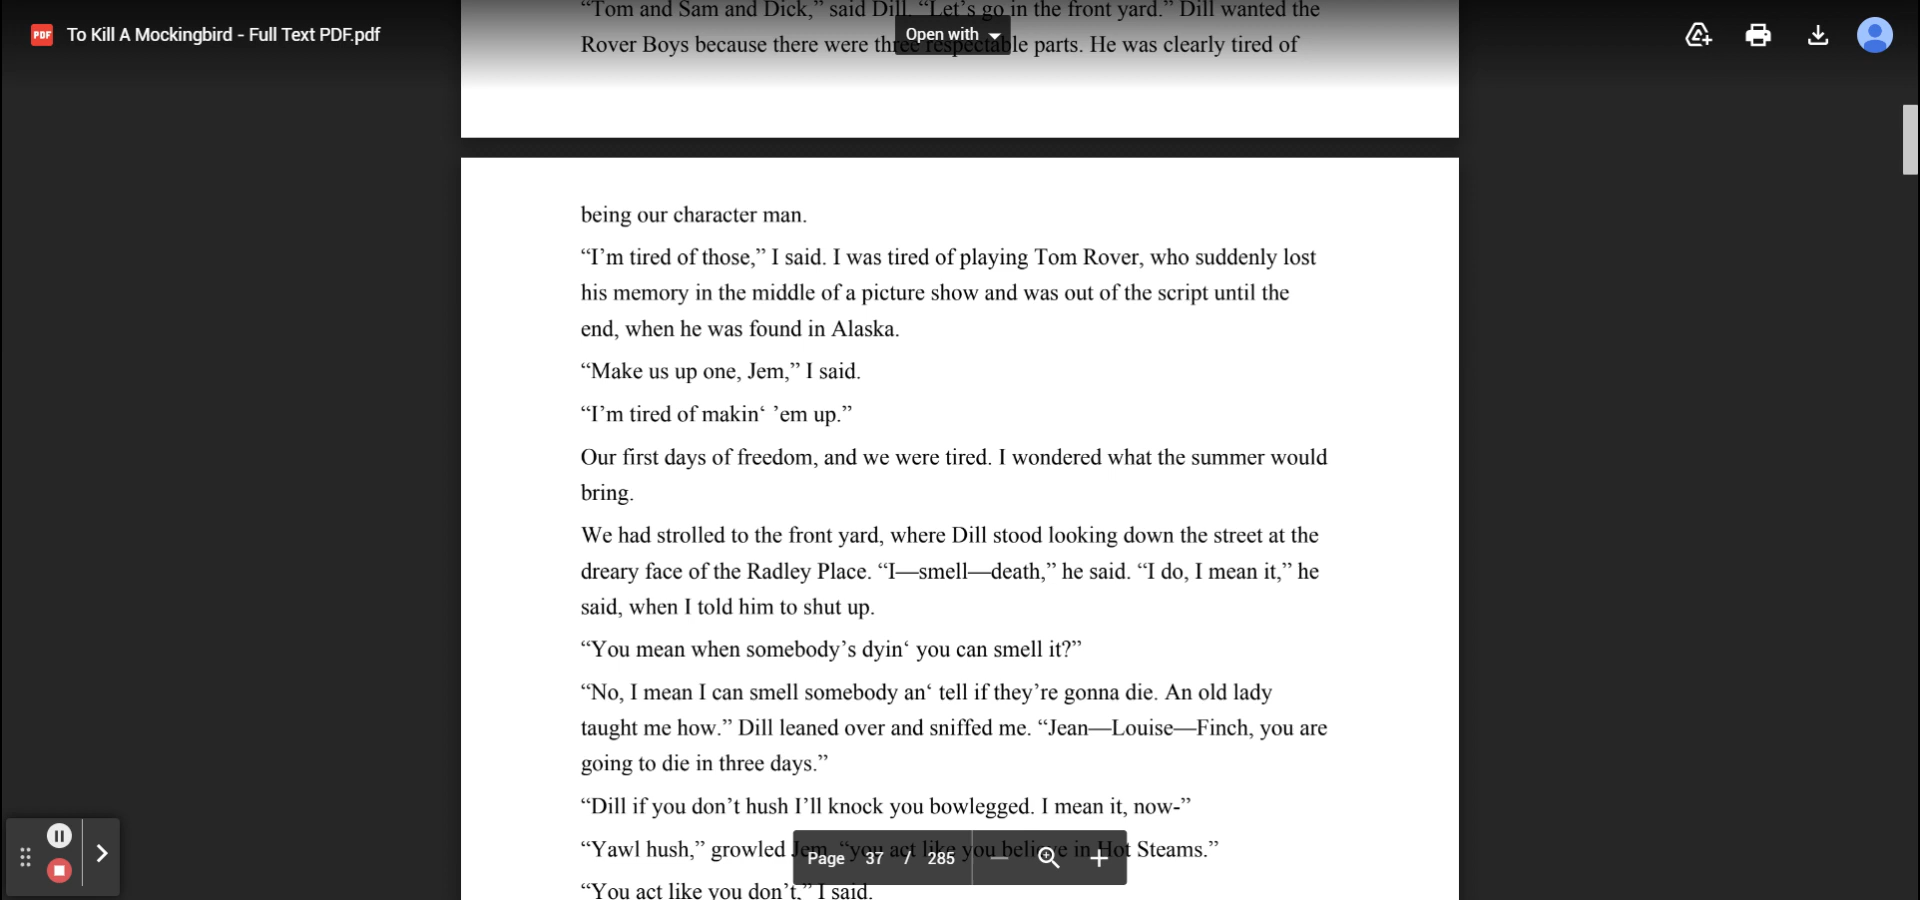 To Kill A Mockingbird - Full Text PDF.pdf
Open with
“Tom and Sam and Dick,” said Dill. “Let’s go in the front yard.” Dill wanted the
Rover Boys because there were three respectable parts. He was clearly tired of
being our character man.
“I’m tired of those,” I said. I was tired of playing Tom Rover, who suddenly lost
his memory in the middle of a picture show and was out of the script until the
end, when he was found in Alaska.
“Make us up one, Jem,” I said.
“I’m tired of makin‘ ’em up.”
Our first days of freedom, and we were tired. I wondered what the summer would
bring.
We had strolled to the front yard, where Dill stood looking down the street at the
dreary face of the Radley Place. “I—smell—death,” he said. “I do, I mean it,” he
said, when I told him to shut up.
“You mean when somebody’s dyin‘ you can smell it?”
“No, I mean I can smell somebody an‘ tell if they’re gonna die. An old lady
taught me how.” Dill leaned over and sniffed me. “Jean—Louise—Finch, you are
going to die in three days.”
“Dill if you don’t hush I’ll knock you bowlegged. I mean it, now-”
“Yawl hush,” growled Jem, “you act like you believe in Hot Steams.”
“You act like you don’t,” I said.
Page 37 / 285
PDF